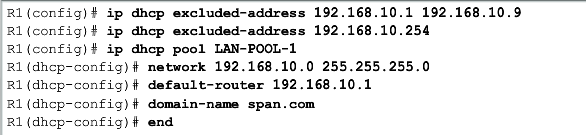 R1(config)# ip dhcp excluded-address 192.168.10.1 192.168.10.9
R1(config)# ip dhcp excluded-address 192.168.10.254
R1(config)# ip dhcp pool LAN-POOL-1
R1(dhcp-config)# network 192.168.10.0 255.255.255.0
R1(dhcp-config)# default-router 192.168.10.1
R1(dhcp-config)# domain-name span.com
R1(dhcp-config)# end